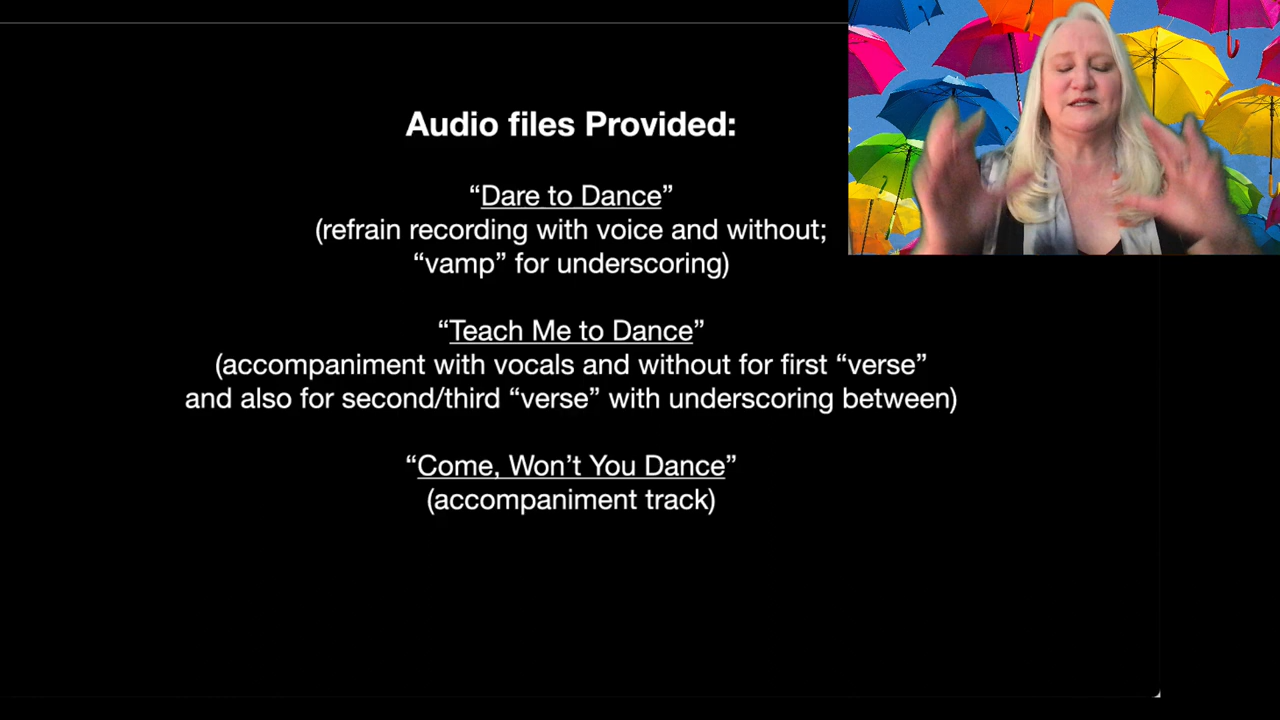 Audio files Provided:
“Dare to Dance”
(refrain recording with voice and without;
“vamp” for underscoring)
“Teach Me to Dance”
(accompaniment with vocals and without for first “verse”
and also for second/third “verse” with underscoring between)
“Come, Won’t You Dance”
(accompaniment track)